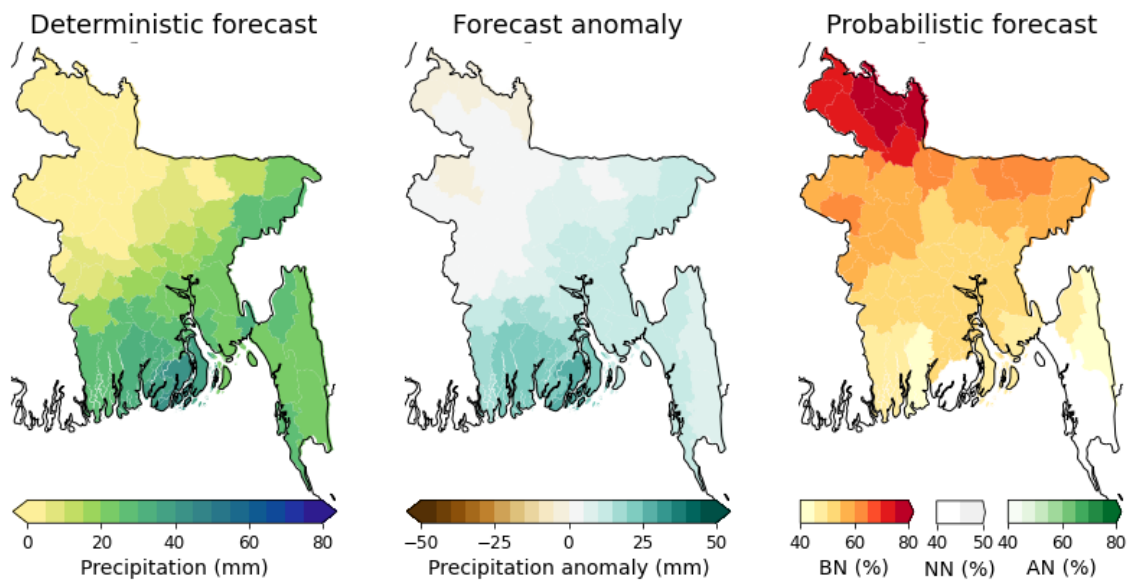 Deterministic forecast
Forecast anomaly
Probabilistic forecast
0 20 40 60 80
Precipitation (mm)
−50 −25 0 25 50
Precipitation anomaly (mm)
40 60 80
BN (%)
40 50
NN (%)
40 60 80
AN (%)